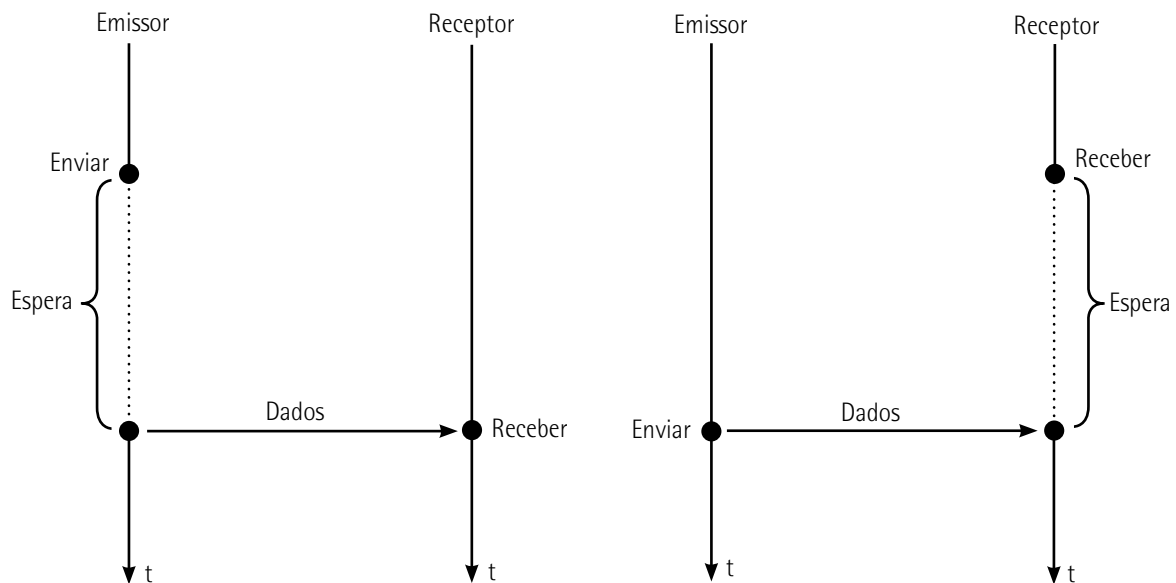 Emissor
Receptor
Enviar
Espera
Dados
Receber
t
t
Emissor
Receptor
Receber
Espera
Dados
Enviar
t
t